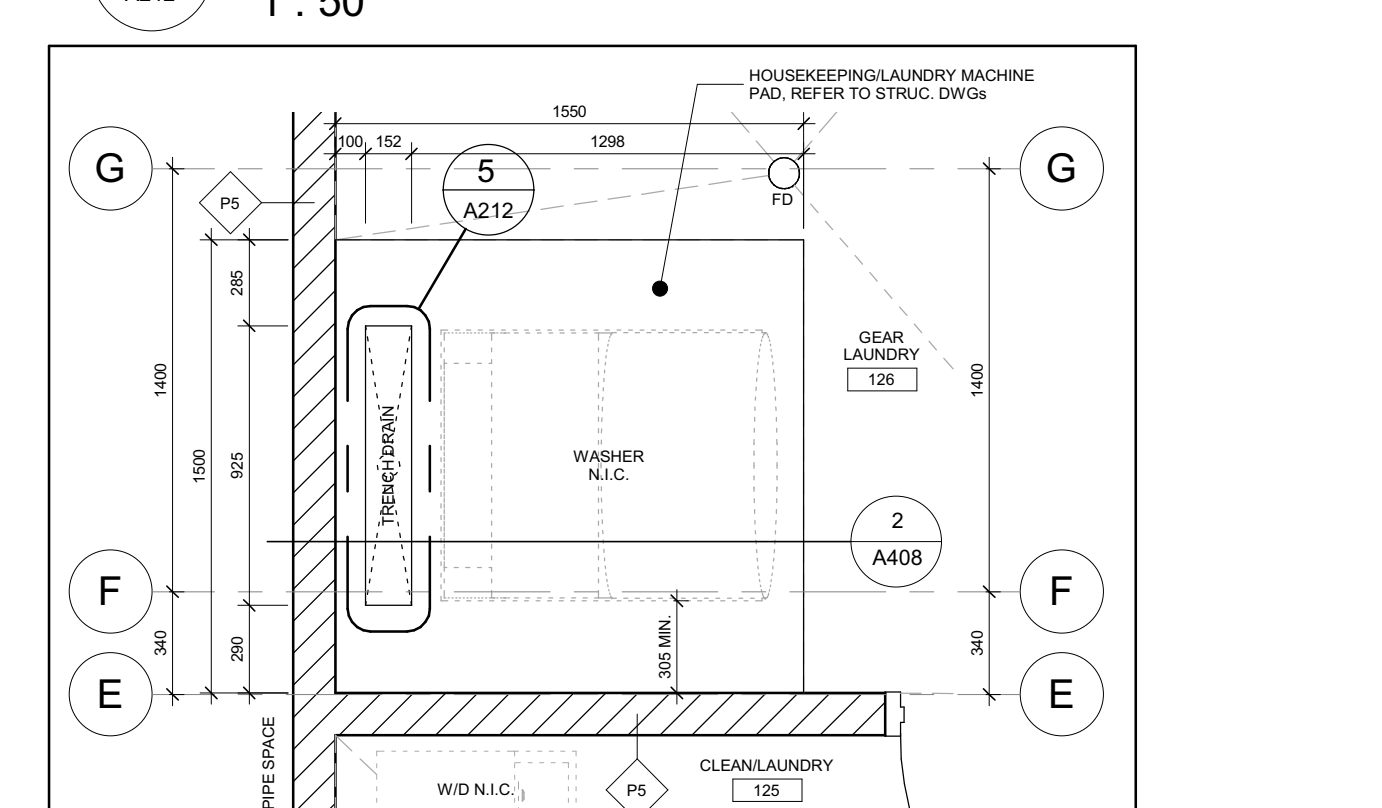 1 : 50
HOUSEKEEPING/LAUNDRY MACHINE
PAD, REFER TO STRUC. DWGs
1550
100
152
1298
G
G
5
A212
P5
FD
285
GEAR
LAUNDRY
126
1400
1400
1500
925
TRENCH DRAIN
WASHER
N.I.C.
2
A408
F
F
340
290
305 MIN.
340
E
E
PIPE SPACE
CLEAN/LAUNDRY
W/D N.I.C.
P5
125